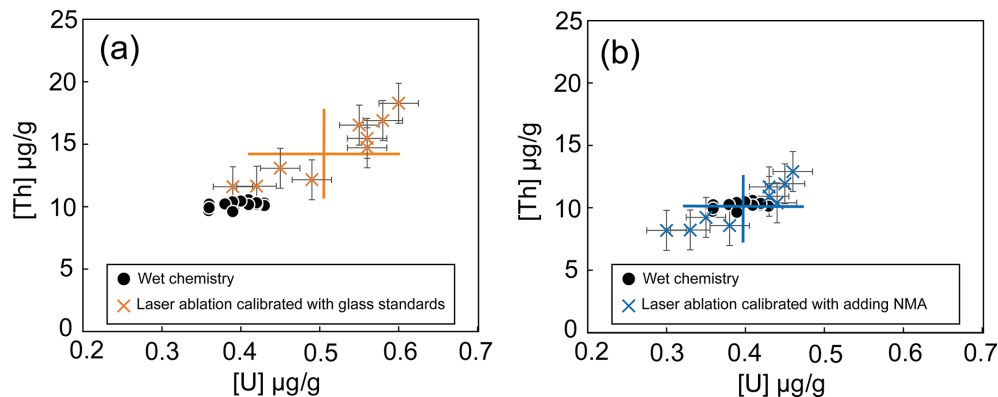 (a)
25
20
15
10
5
0
[Th] µg/g
Wet chemistry
Laser ablation calibrated with glass standards
0.2 0.3 0.4 0.5 0.6 0.7
[U] µg/g
(b)
25
20
15
10
5
0
[Th] µg/g
Wet chemistry
Laser ablation calibrated with adding NMA
0.2 0.3 0.4 0.5 0.6 0.7
[U] µg/g